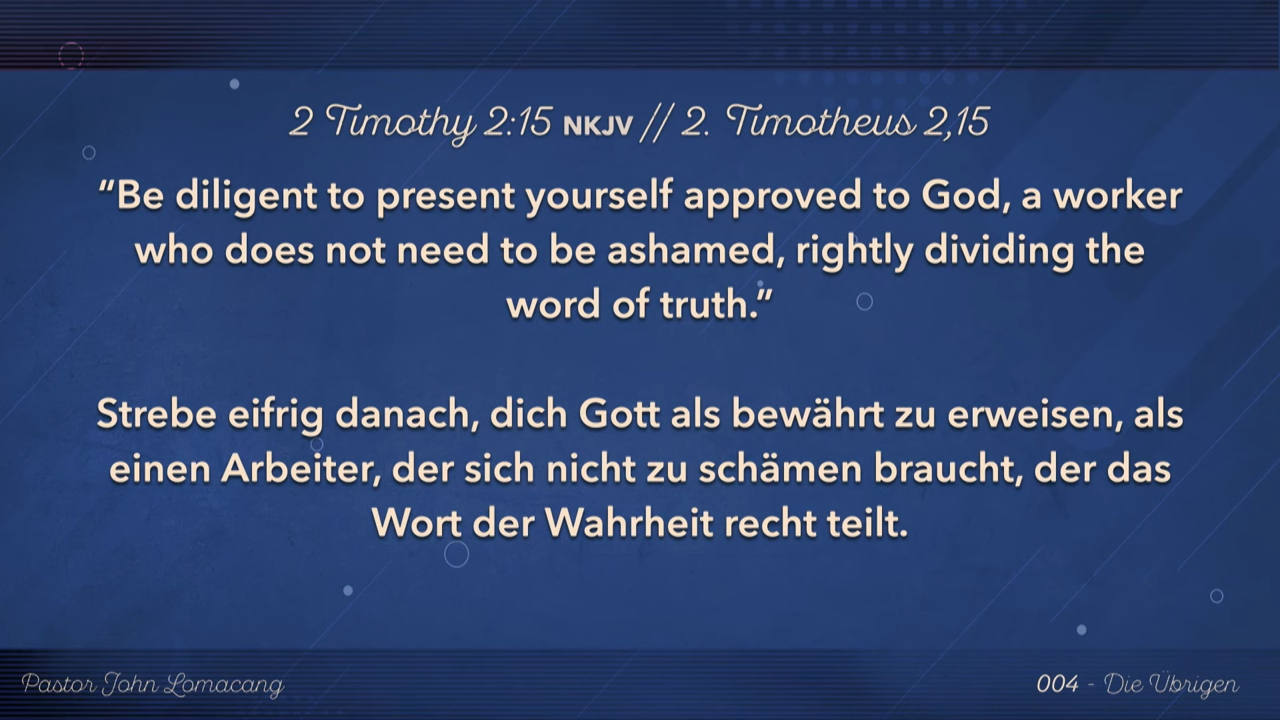 2 Timothy 2:15 NKJV // 2. Timotheus 2,15
“Be diligent to present yourself approved to God, a worker
who does not need to be ashamed, rightly dividing the
word of truth.”
Strebe eifrig danach, dich Gott als bewährt zu erweisen, als
einen Arbeiter, der sich nicht zu schämen braucht, der das
Wort der Wahrheit recht teilt.
Pastor John Lomacang
004 - Die Übrigen